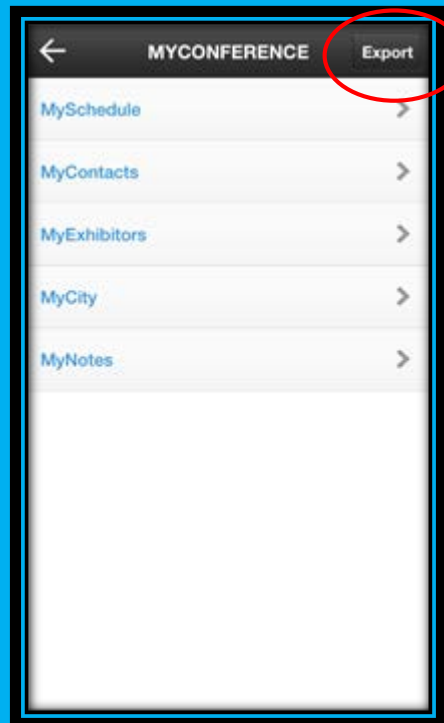 MYCONFERENCE Export
MySchedule
MyContacts
MyExhibitors
MyCity
MyNotes